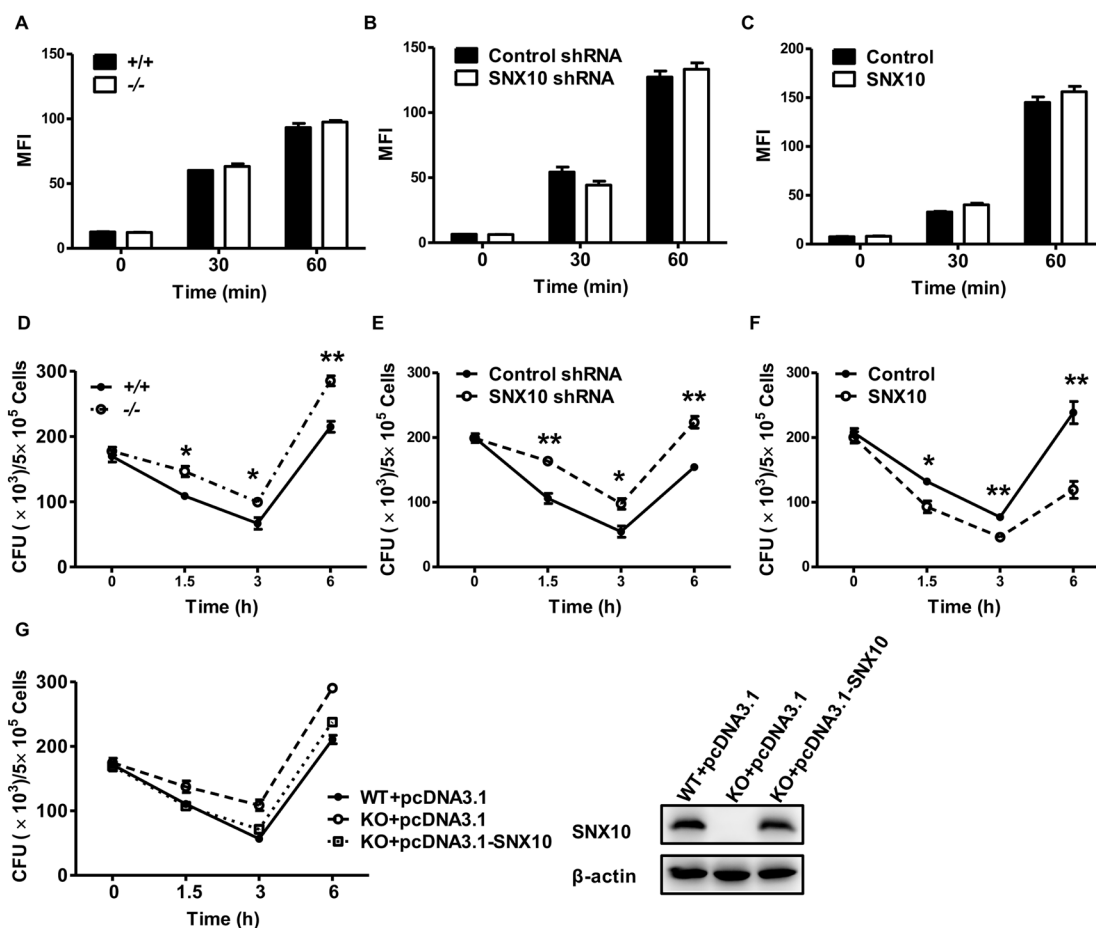 A
+/+
-/-
MFI
150
100
50
0
0 30 60
Time (min)
B
Control shRNA
SNX10 shRNA
MFI
150
100
50
0
0 30 60
Time (min)
C
Control
SNX10
MFI
200
150
100
50
0
0 30 60
Time (min)
D
+/+
-/-
CFU ( × 10³)/5× 10⁵ Cells
300
200
100
0
* * **
0 1.5 3 6
Time (h)
E
Control shRNA
SNX10 shRNA
CFU ( × 10³)/5× 10⁵ Cells
300
200
100
0
** * **
0 1.5 3 6
Time (h)
F
Control
SNX10
CFU ( × 10³)/5× 10⁵ Cells
300
200
100
0
* ** **
0 1.5 3 6
Time (h)
G
CFU ( × 10³)/5× 10⁵ Cells
300
200
100
0
0 1.5 3 6
Time (h)
WT+pcDNA3.1
KO+pcDNA3.1
KO+pcDNA3.1-SNX10
WT+pcDNA3.1
KO+pcDNA3.1
KO+pcDNA3.1-SNX10
SNX10
β-actin